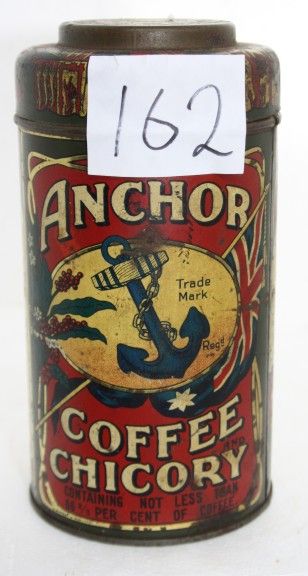 162
ANCHOR
Trade
Mark
Regd
COFFEE
AND
CHICORY
CONTAINING NOT LESS THAN
PER CENT OF COFFEE